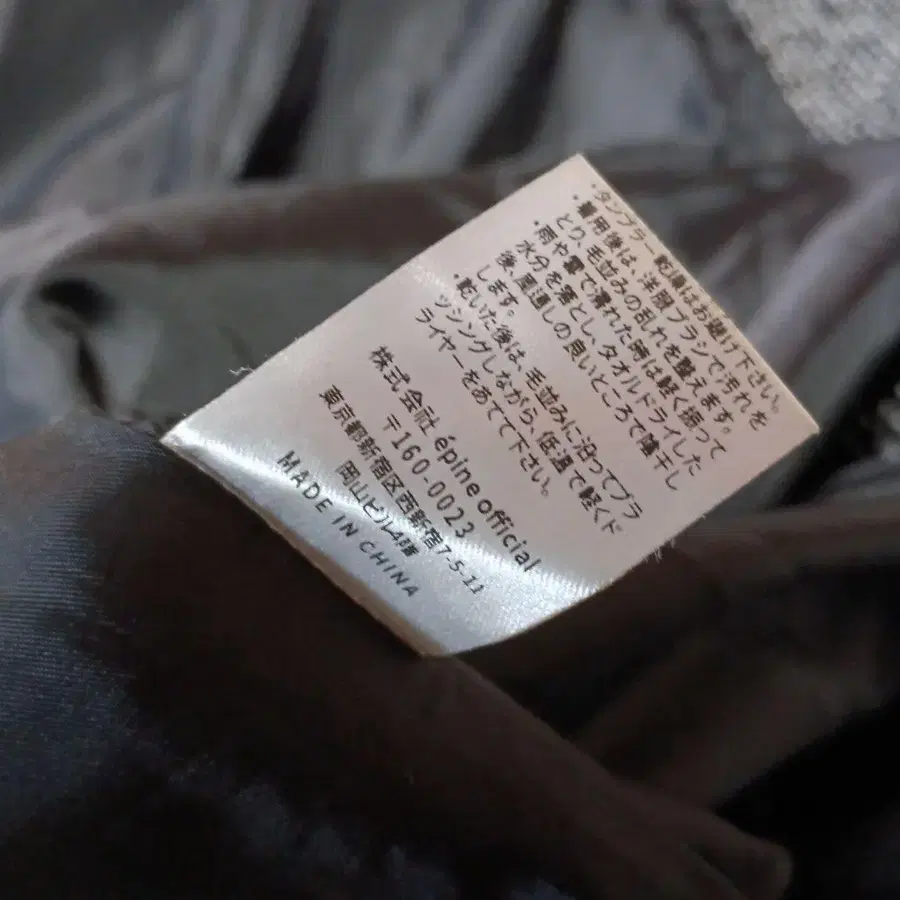 ・タンブラー乾燥はお避け下さい。
・着用後は、洋服ブラシで汚れを
とり、毛並みの乱れを整えます。
・雨や雪で濡れた時は軽く振って
水分を落とし、タオルドライした
後、風通しの良いところで陰干し
します。
・乾いた後は、毛並みに沿ってブラ
ッシングしながら、低温で軽くド
ライヤーをあてて下さい。
株式会社 épine official
〒160-0023
東京都新宿区西新宿7-5-11
岡山ビル4階
MADE IN CHINA